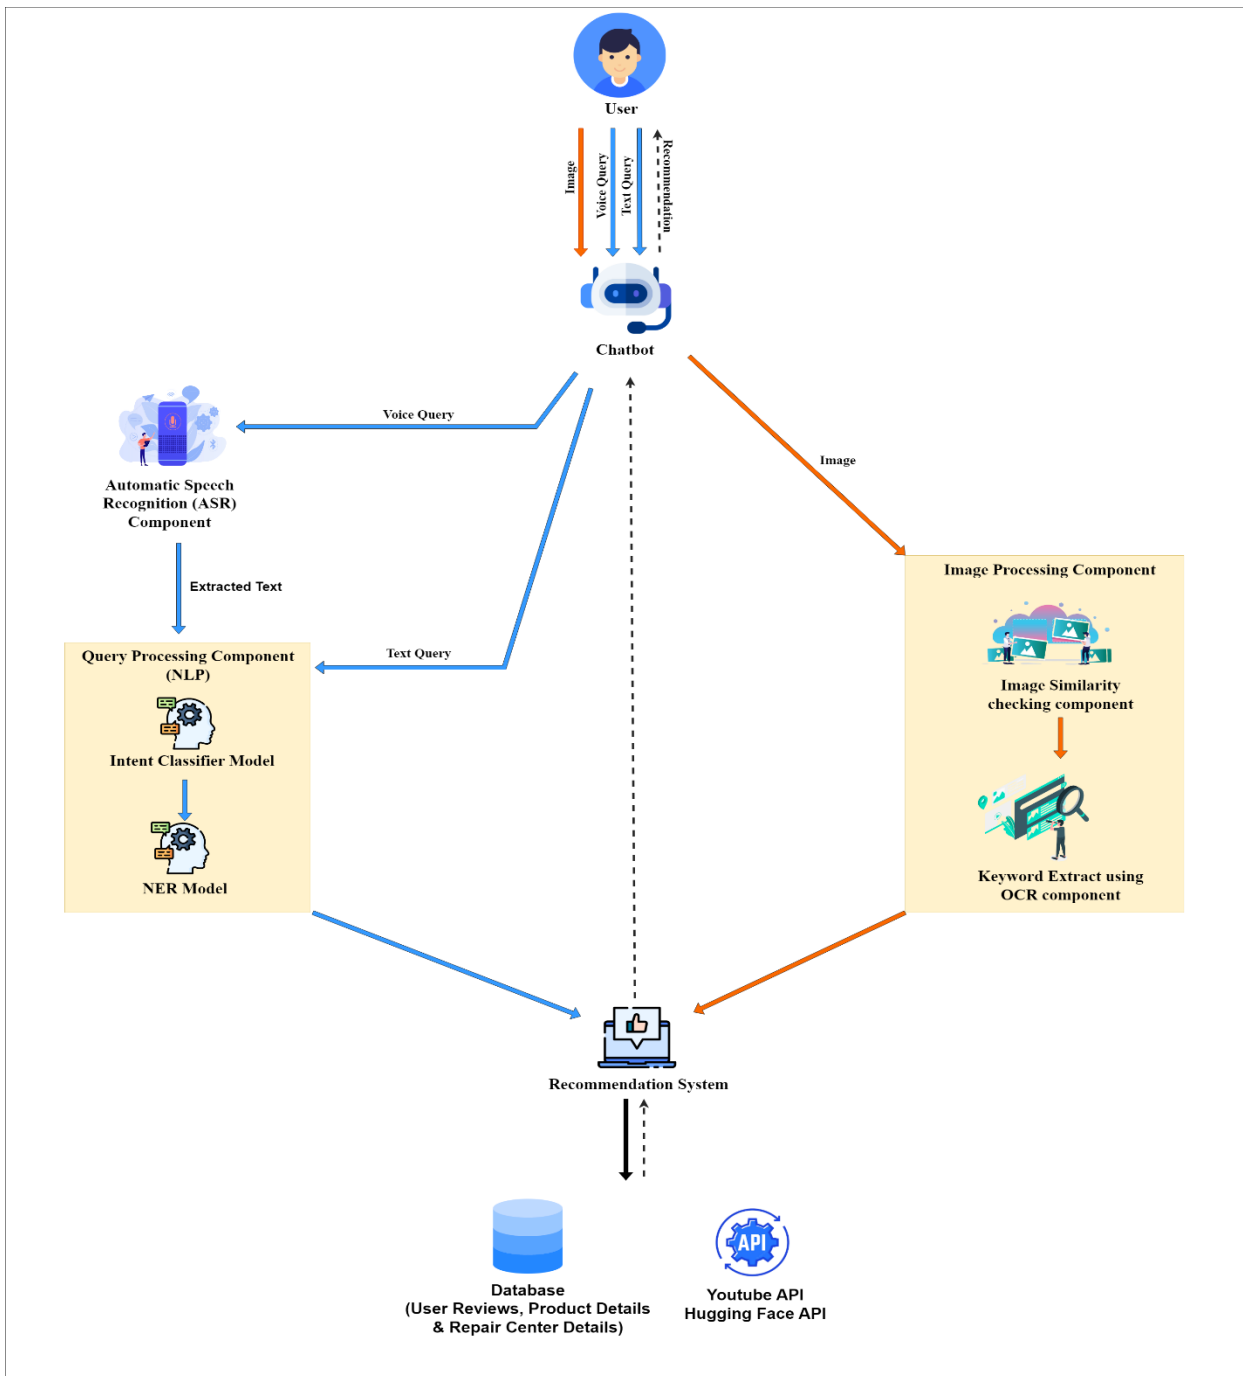 User
Image
Voice Query
Text Query
Recommendation
Chatbot
Voice Query
Image
Automatic Speech
Recognition (ASR)
Component
Extracted Text
Image Processing Component
Query Processing Component
(NLP)
Text Query
Image Similarity
checking component
Intent Classifier Model
NER Model
Keyword Extract using
OCR component
Recommendation System
API
Database
(User Reviews, Product Details
& Repair Center Details)
Youtube API
Hugging Face API